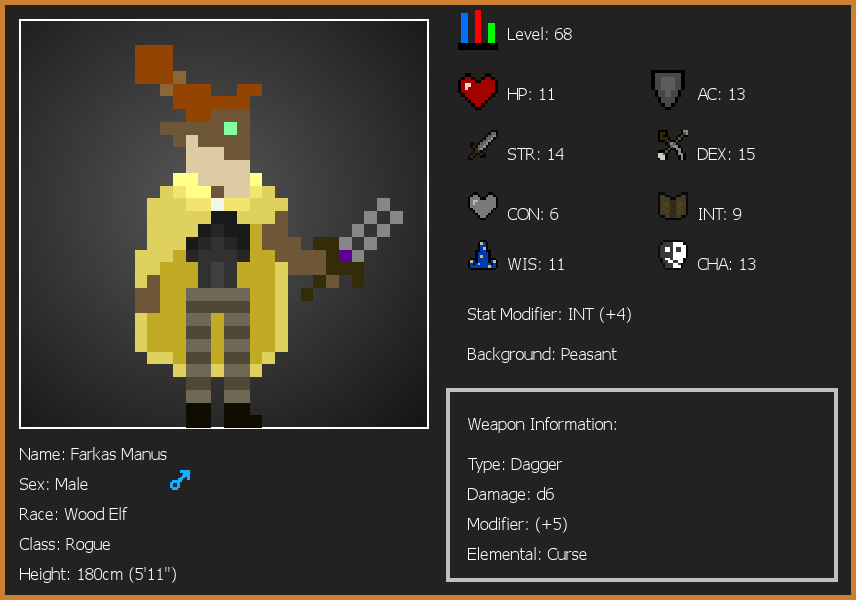 Level: 68
HP: 11
AC: 13
STR: 14
DEX: 15
CON: 6
INT: 9
WIS: 11
CHA: 13
Stat Modifier: INT (+4)
Background: Peasant
Weapon Information:
Type: Dagger
Damage: d6
Modifier: (+5)
Elemental: Curse
Name: Farkas Manus
Sex: Male
Race: Wood Elf
Class: Rogue
Height: 180cm (5'11")